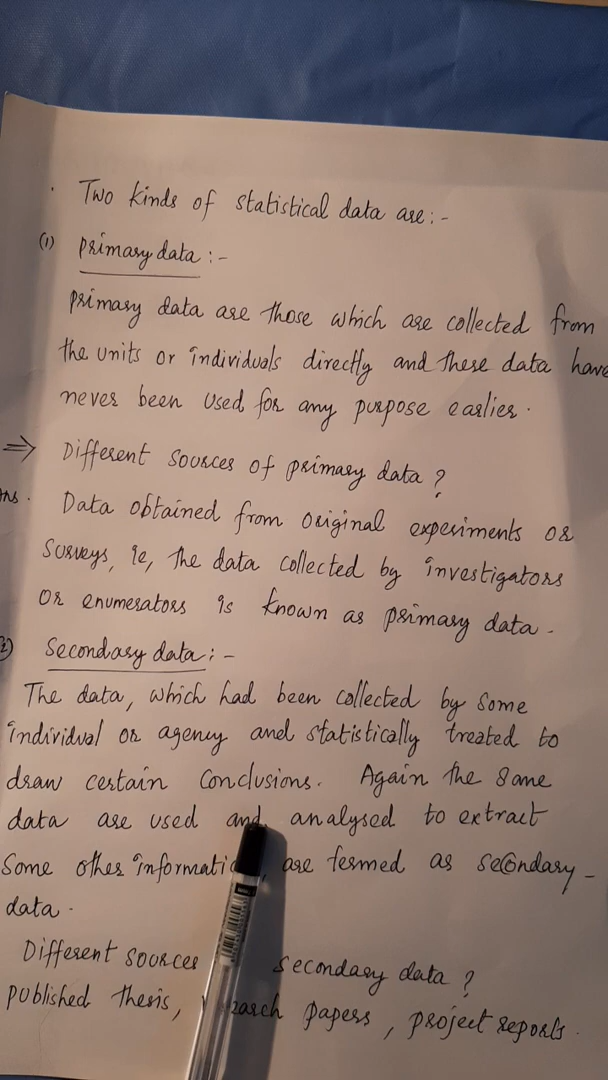 Two kinds of statistical data are:-
(1) Primary data :-
Primary data are those which are collected from
the units or individuals directly and these data have
never been used for any purpose earlier.
⇒ Different sources of primary data?
Ans. Data obtained from original experiments or
surveys, ie, the data collected by investigators
or enumerators is known as primary data.
Secondary data: -
The data, which had been collected by some
individual or agency and statistically treated to
draw certain conclusions. Again the same
data are used and analysed to extract
some other are termed as secondary
data.
Different sources secondary data?
published thesis, papers, project reports.